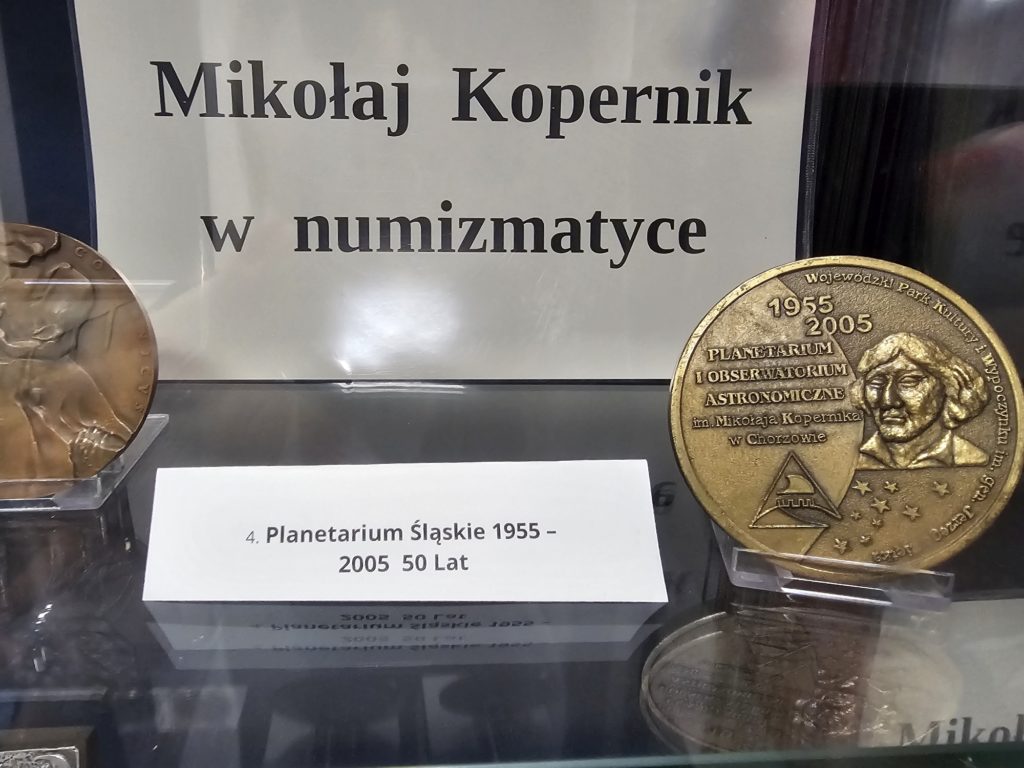 Mikołaj Kopernik
w numizmatyce
Wojewódzki Park Kultury i Wypoczynku im. gen. Jerzego
1955
2005
PLANETARIUM
I OBSERWATORIUM
ASTRONOMICZNE
im. Mikołaja Kopernika
w Chorzowie
4. Planetarium Śląskie 1955 –
2005 50 Lat